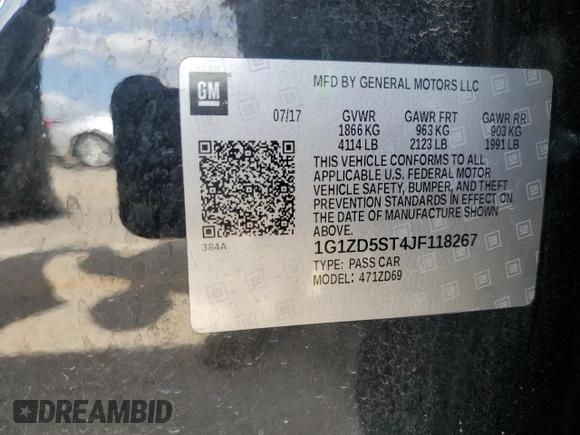 GM
MFD BY GENERAL MOTORS LLC
07/17 GVWR GAWR FRT GAWR RR
1866 KG 963 KG 903 KG
4114 LB 2123 LB 1991 LB
THIS VEHICLE CONFORMS TO ALL
APPLICABLE U.S. FEDERAL MOTOR
VEHICLE SAFETY, BUMPER, AND THEFT
PREVENTION STANDARDS IN EFFECT ON
THE DATE OF MANUFACTURE SHOWN
ABOVE.
384A
1G1ZD5ST4JF118267
TYPE: PASS CAR
MODEL: 471ZD69
DREAMBID